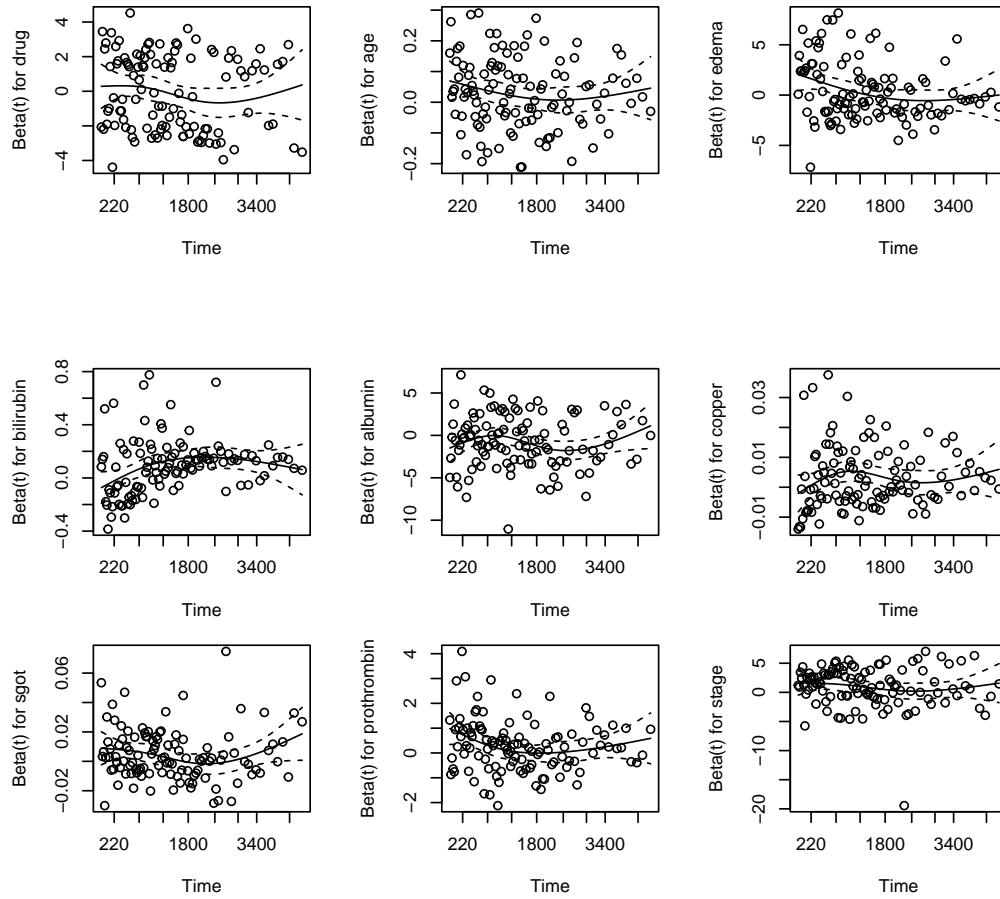 Beta(t) for drug
4
2
0
−4
220 1800 3400
Time
Beta(t) for age
0.2
0.0
−0.2
220 1800 3400
Time
Beta(t) for edema
5
0
−5
220 1800 3400
Time
Beta(t) for bilirubin
0.8
0.4
0.0
−0.4
220 1800 3400
Time
Beta(t) for albumin
5
0
−5
−10
220 1800 3400
Time
Beta(t) for copper
0.03
0.01
−0.01
220 1800 3400
Time
Beta(t) for sgot
0.06
0.02
−0.02
220 1800 3400
Time
Beta(t) for prothrombin
4
2
0
−2
220 1800 3400
Time
Beta(t) for stage
5
0
−10
−20
220 1800 3400
Time